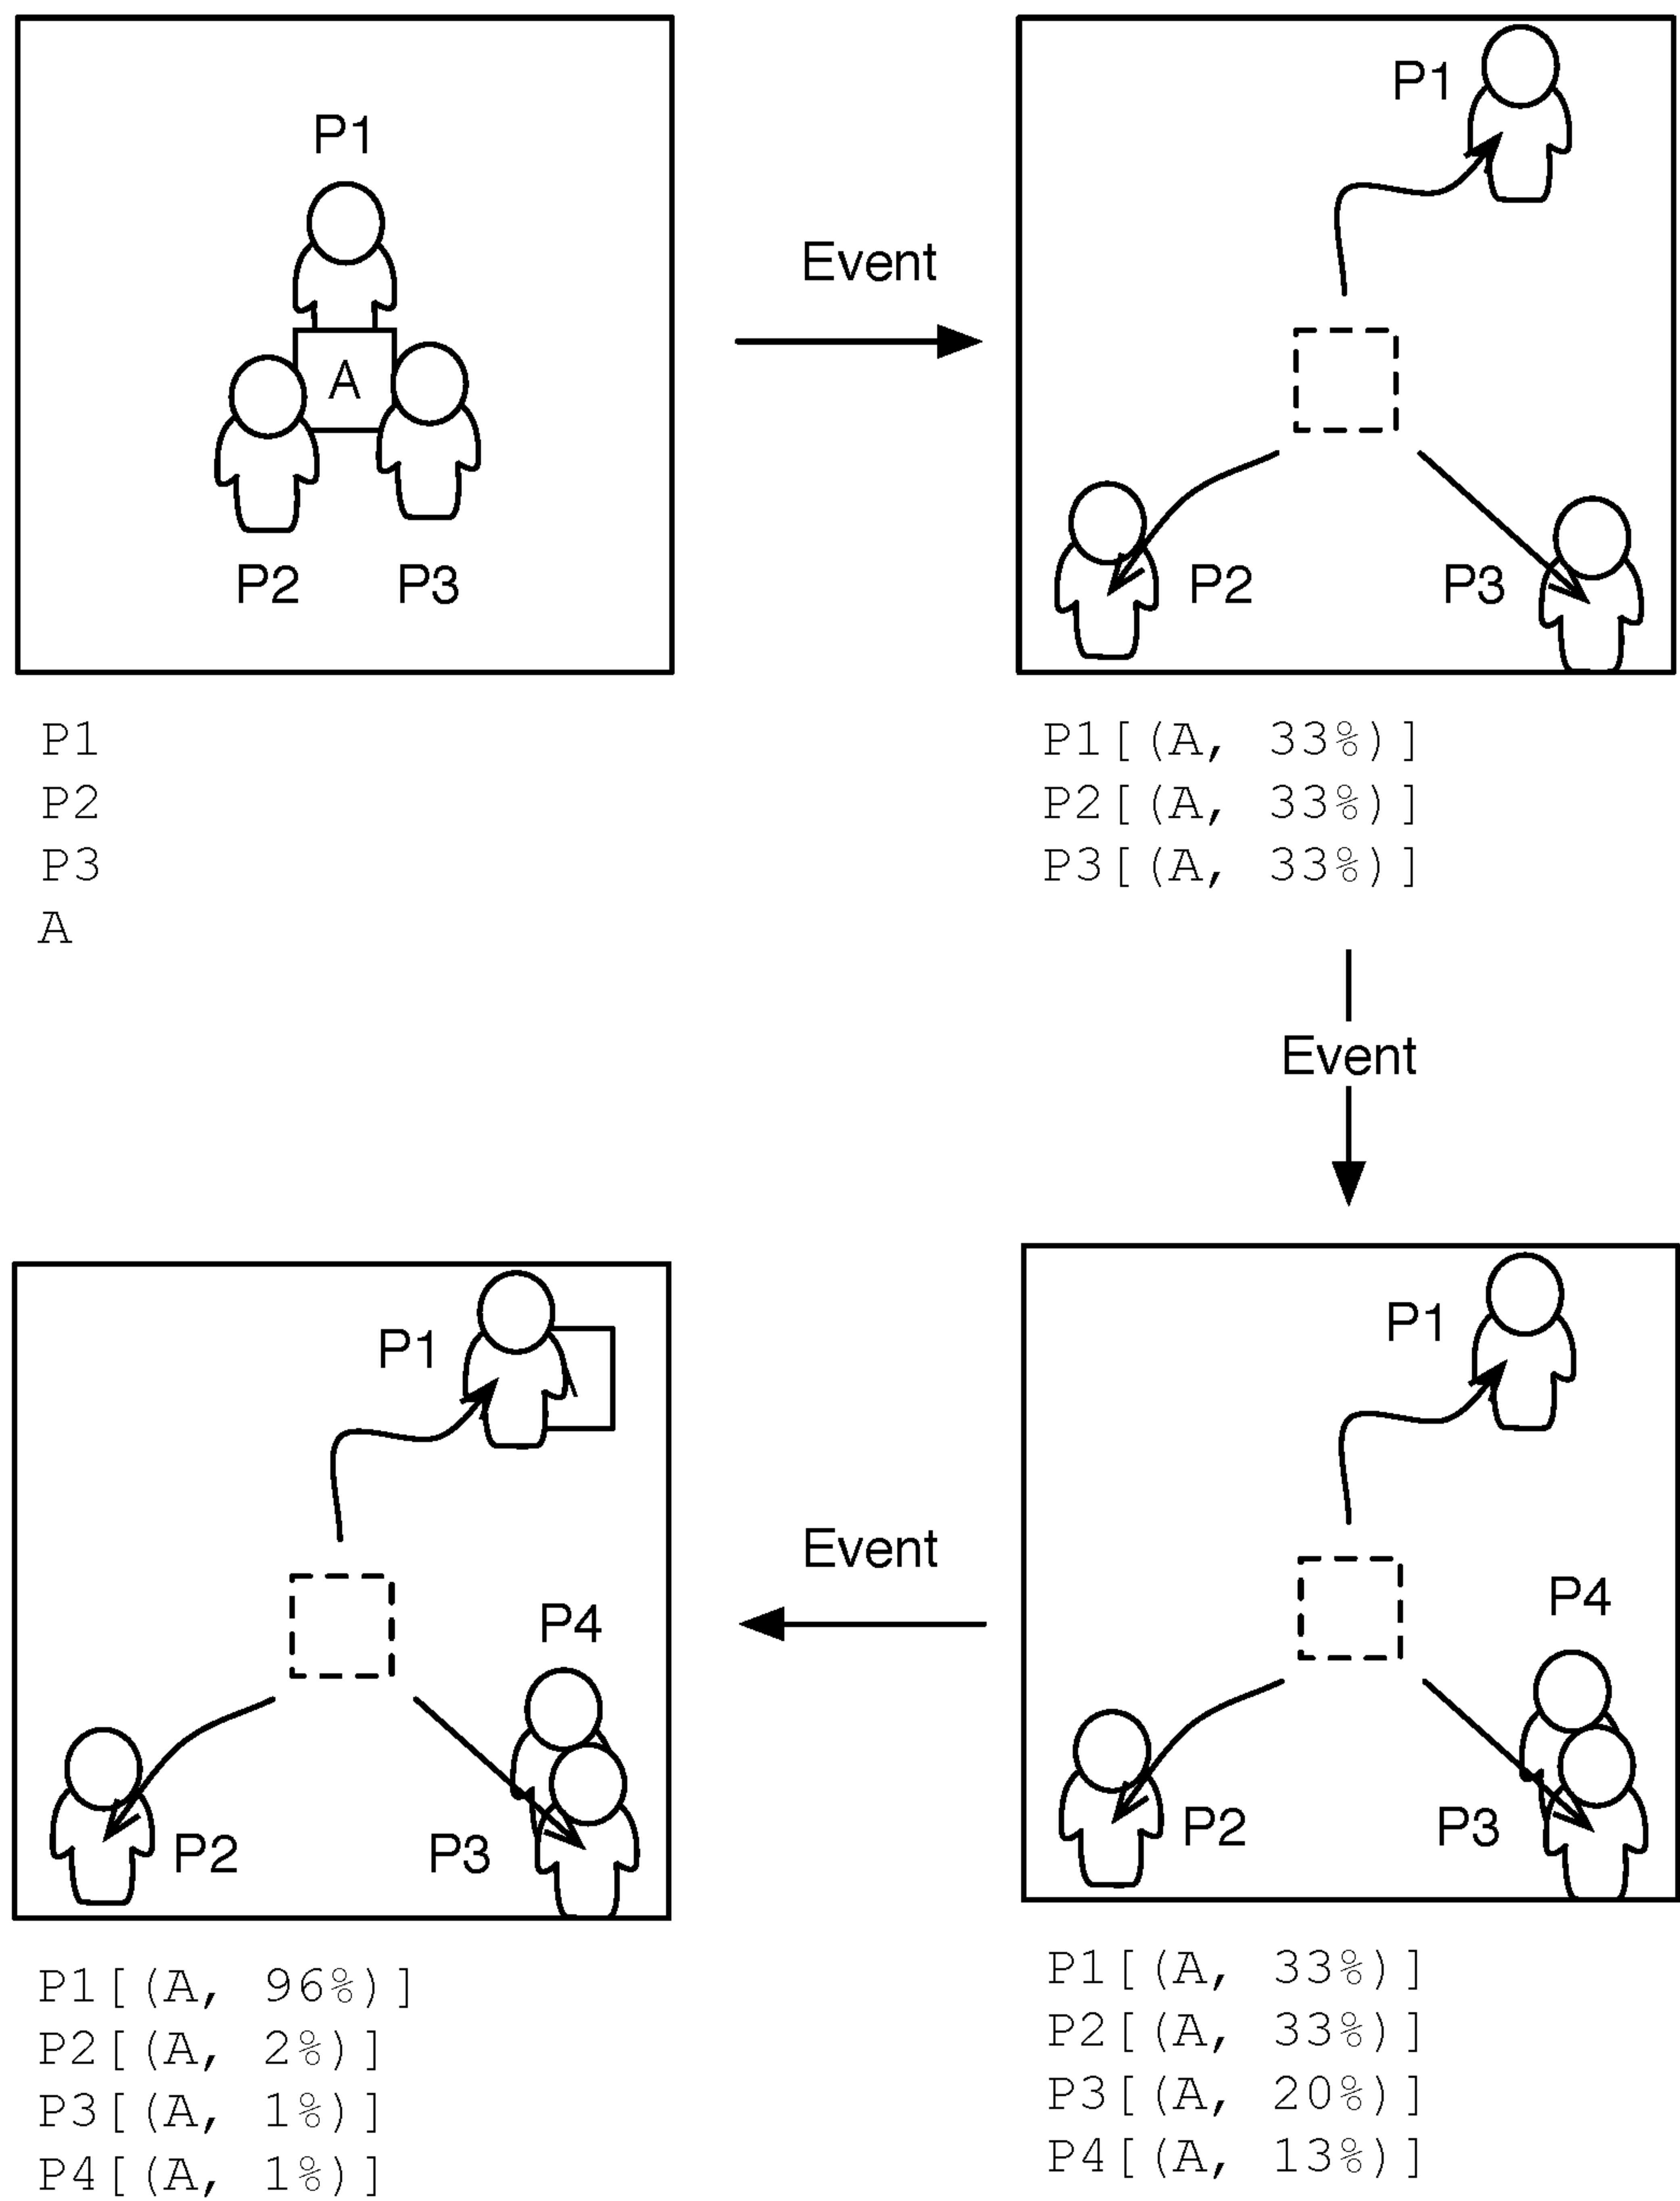 P1
A
P2 P3
P1
P2
P3
A
Event
P1
P2 P3
P1[(A, 33%)]
P2[(A, 33%)]
P3[(A, 33%)]
Event
P1
P4
P2 P3
P1[(A, 33%)]
P2[(A, 33%)]
P3[(A, 20%)]
P4[(A, 13%)]
Event
P1
P4
P2 P3
P1[(A, 96%)]
P2[(A, 2%)]
P3[(A, 1%)]
P4[(A, 1%)]